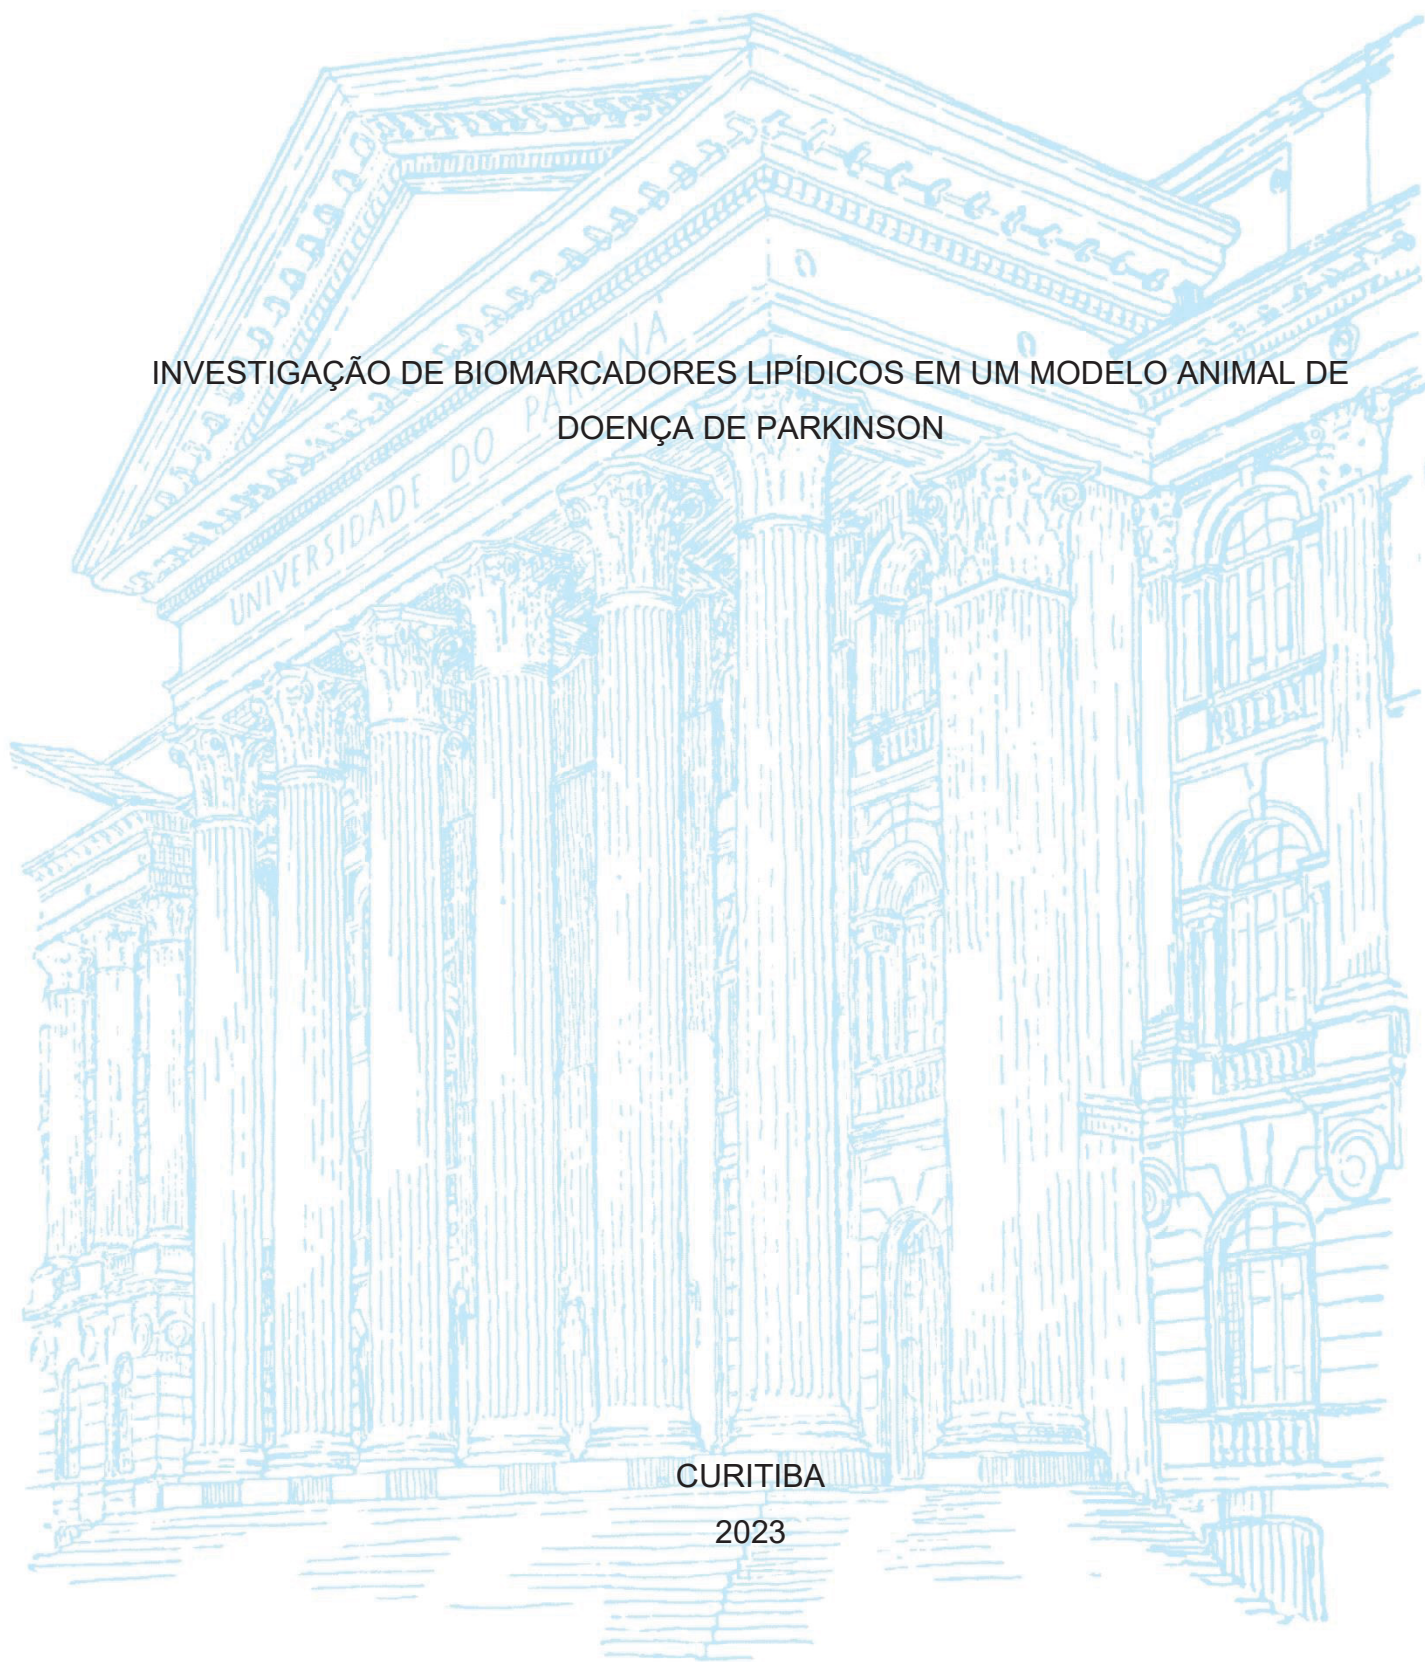 INVESTIGAÇÃO DE BIOMARCADORES LIPÍDICOS EM UM MODELO ANIMAL DE
DOENÇA DE PARKINSON
UNIVERSIDADE DO PARANÁ
CURITIBA
2023